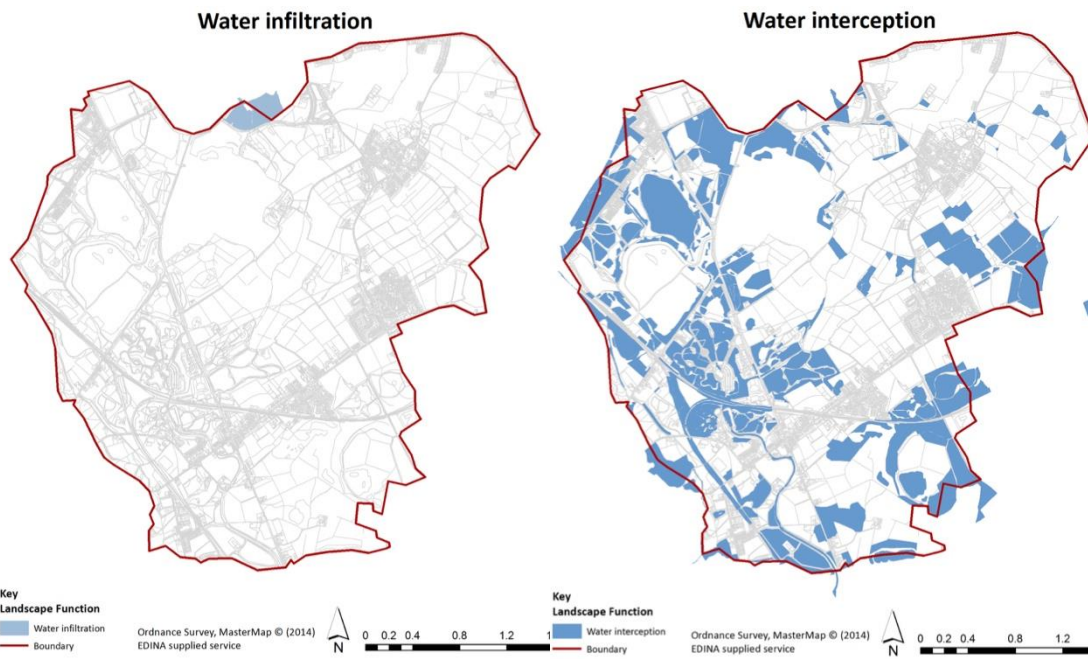 Water infiltration
Key
Landscape Function
Water infiltration
Boundary
Ordnance Survey, MasterMap © (2014)
EDINA supplied service
N
0 0.2 0.4 0.8 1.2
Water interception
Key
Landscape Function
Water interception
Boundary
Ordnance Survey, MasterMap © (2014)
EDINA supplied service
N
0 0.2 0.4 0.8 1.2